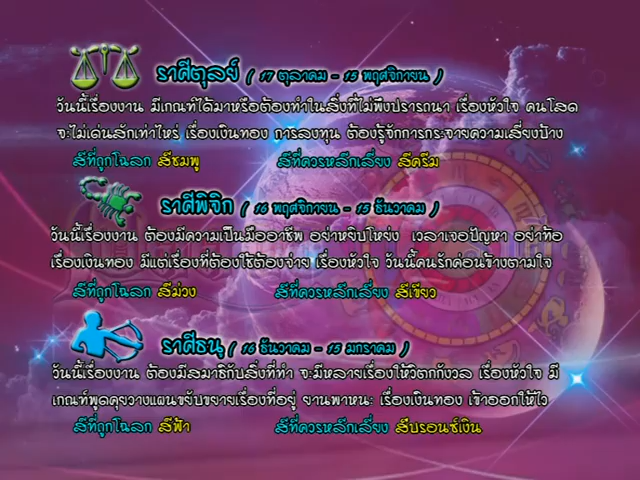 ราศีตุลย์ ( 17 ตุลาคม - 15 พฤศจิกายน )
วันนี้เรื่องงาน มีเกณฑ์ได้มาหรือต้องทำในสิ่งที่ไม่พึงปรารถนา เรื่องหัวใจ คนโสด
จะไม่เด่นสักเท่าไหร่ เรื่องเงินทอง การลงทุน ต้องรู้จักการกระจายความเสี่ยงบ้าง
สีที่ถูกโฉลก สีชมพู สีที่ควรหลีกเลี่ยง สีครีม
ราศีพิจิก ( 16 พฤศจิกายน - 15 ธันวาคม )
วันนี้เรื่องงาน ต้องมีความเป็นมืออาชีพ อย่าหยิบโหย่ง เวลาเจอปัญหา อย่าท้อ
เรื่องเงินทอง มีแต่เรื่องที่ต้องใช้ต้องจ่าย เรื่องหัวใจ วันนี้คนรักค่อนข้างตามใจ
สีที่ถูกโฉลก สีม่วง สีที่ควรหลีกเลี่ยง สีเขียว
ราศีธนู ( 16 ธันวาคม - 15 มกราคม )
วันนี้เรื่องงาน ต้องมีสมาธิกับสิ่งที่ทำ จะมีหลายเรื่องให้วิตกกังวล เรื่องหัวใจ มี
เกณฑ์พูดคุยวางแผนขยับขยายเรื่องที่อยู่ ยานพาหนะ เรื่องเงินทอง เข้าออกให้ไว
สีที่ถูกโฉลก สีฟ้า สีที่ควรหลีกเลี่ยง สีบรอนซ์เงิน